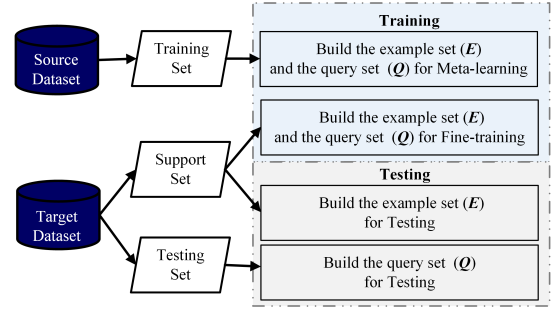 Source
Dataset
Training
Set
Training
Build the example set (E)
and the query set (Q) for Meta-learning
Build the example set (E)
and the query set (Q) for Fine-training
Support
Set
Target
Dataset
Testing
Set
Testing
Build the example set (E)
for Testing
Build the query set (Q)
for Testing